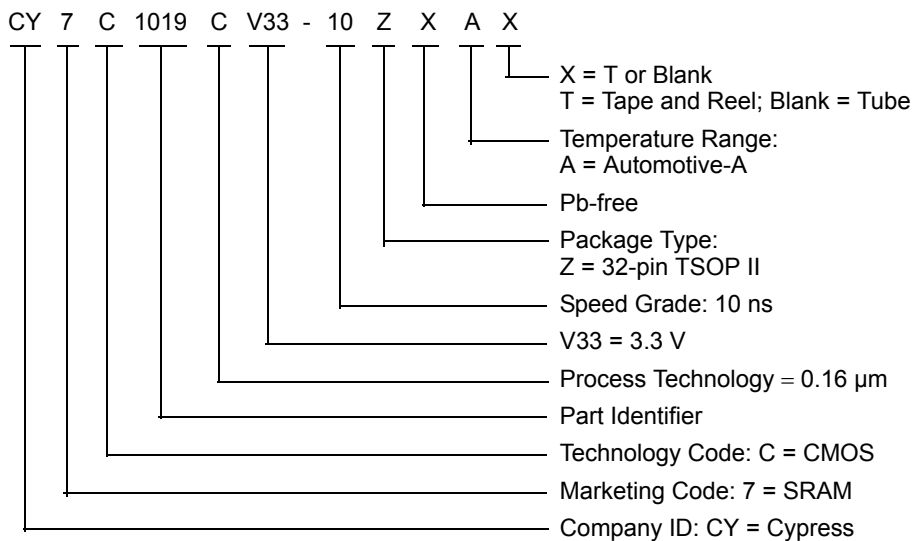 CY 7 C 1019 C V33 - 10 Z X A X
X = T or Blank
T = Tape and Reel; Blank = Tube
Temperature Range:
A = Automotive-A
Pb-free
Package Type:
Z = 32-pin TSOP II
Speed Grade: 10 ns
V33 = 3.3 V
Process Technology = 0.16 µm
Part Identifier
Technology Code: C = CMOS
Marketing Code: 7 = SRAM
Company ID: CY = Cypress